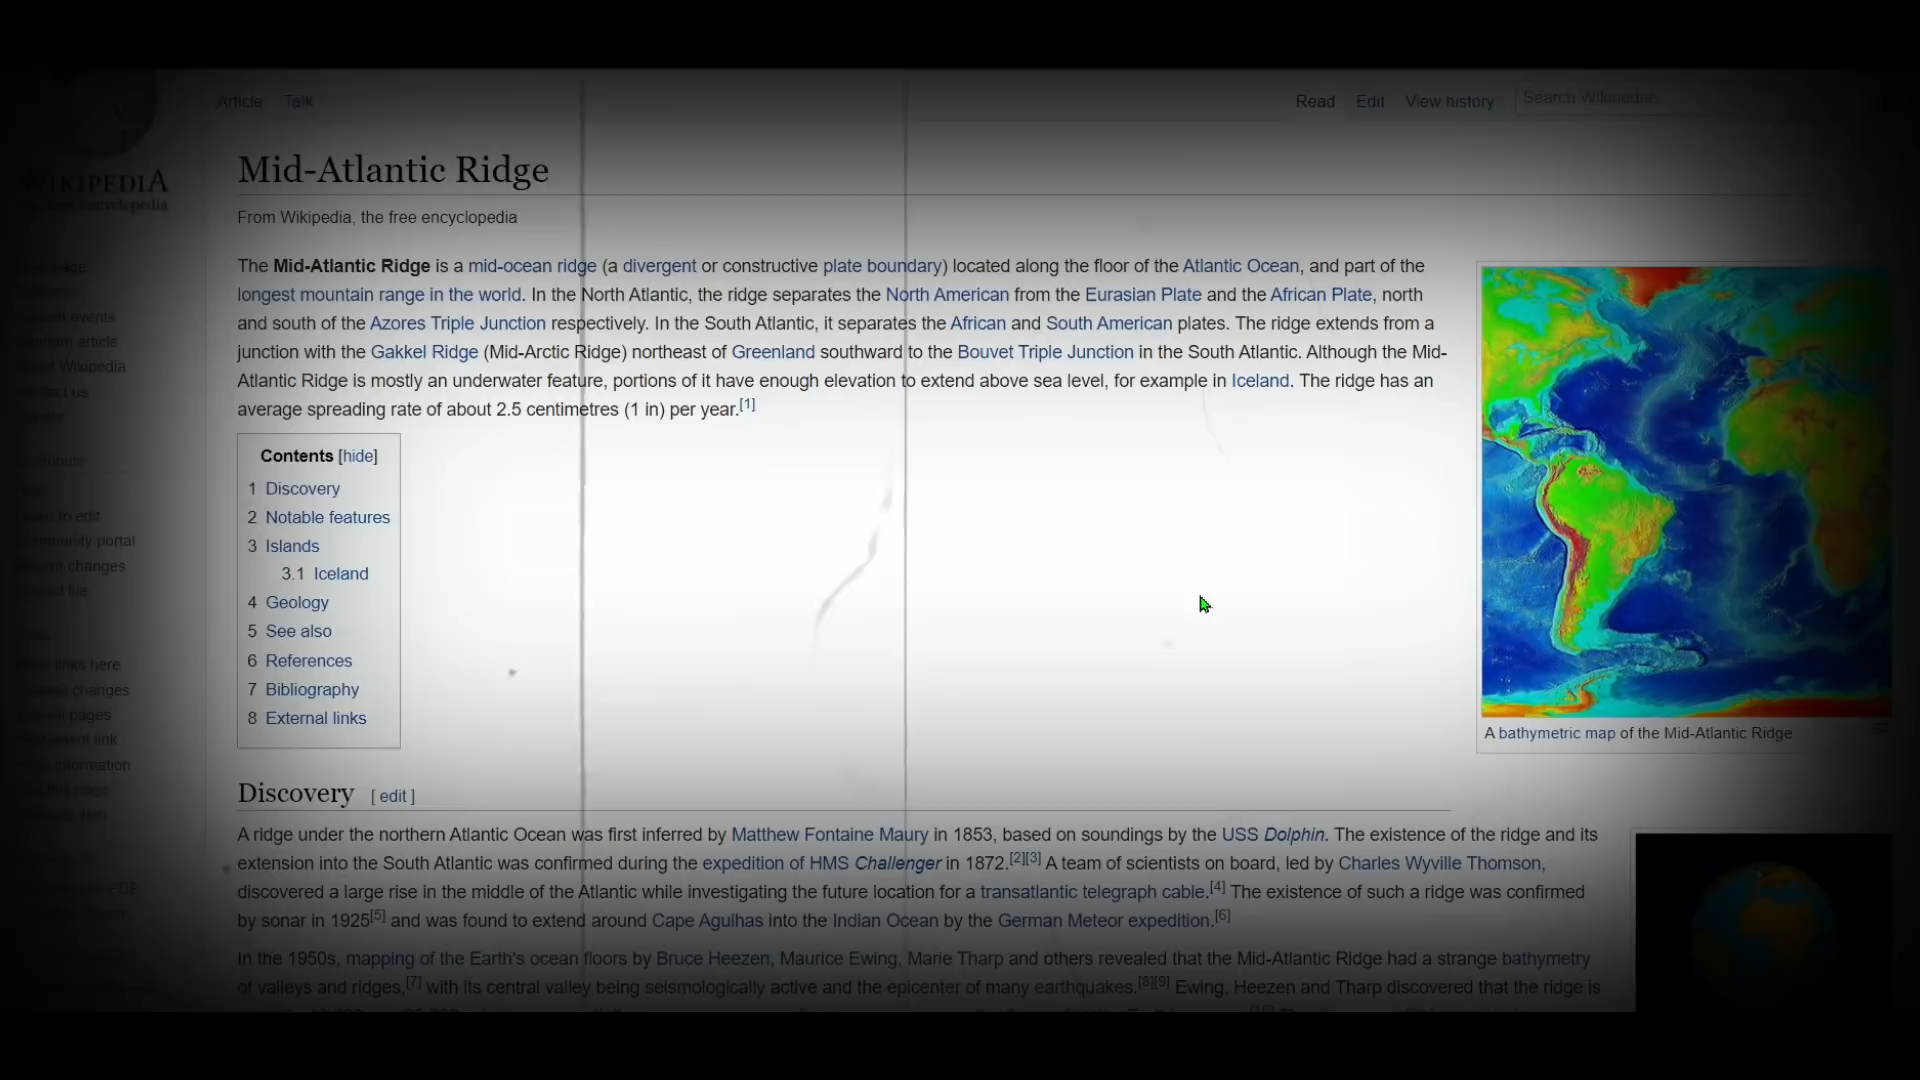 Article Talk
Read Edit View history Search Wikipedia
WIKIPEDIA
Mid-Atlantic Ridge
From Wikipedia, the free encyclopedia
The Mid-Atlantic Ridge is a mid-ocean ridge (a divergent or constructive plate boundary) located along the floor of the Atlantic Ocean, and part of the
longest mountain range in the world. In the North Atlantic, the ridge separates the North American from the Eurasian Plate and the African Plate, north
and south of the Azores Triple Junction respectively. In the South Atlantic, it separates the African and South American plates. The ridge extends from a
junction with the Gakkel Ridge (Mid-Arctic Ridge) northeast of Greenland southward to the Bouvet Triple Junction in the South Atlantic. Although the Mid-
Atlantic Ridge is mostly an underwater feature, portions of it have enough elevation to extend above sea level, for example in Iceland. The ridge has an
average spreading rate of about 2.5 centimetres (1 in) per year.[1]
Contents [hide]
1 Discovery
2 Notable features
3 Islands
3.1 Iceland
4 Geology
5 See also
6 References
7 Bibliography
8 External links
A bathymetric map of the Mid-Atlantic Ridge
Discovery [ edit ]
A ridge under the northern Atlantic Ocean was first inferred by Matthew Fontaine Maury in 1853, based on soundings by the USS Dolphin. The existence of the ridge and its
extension into the South Atlantic was confirmed during the expedition of HMS Challenger in 1872.[2][3] A team of scientists on board, led by Charles Wyville Thomson,
discovered a large rise in the middle of the Atlantic while investigating the future location for a transatlantic telegraph cable.[4] The existence of such a ridge was confirmed
by sonar in 1925[5] and was found to extend around Cape Agulhas into the Indian Ocean by the German Meteor expedition.[6]
In the 1950s, mapping of the Earth's ocean floors by Bruce Heezen, Maurice Ewing, Marie Tharp and others revealed that the Mid-Atlantic Ridge had a strange bathymetry
of valleys and ridges,[7] with its central valley being seismologically active and the epicenter of many earthquakes.[8][9] Ewing, Heezen and Tharp discovered that the ridge is